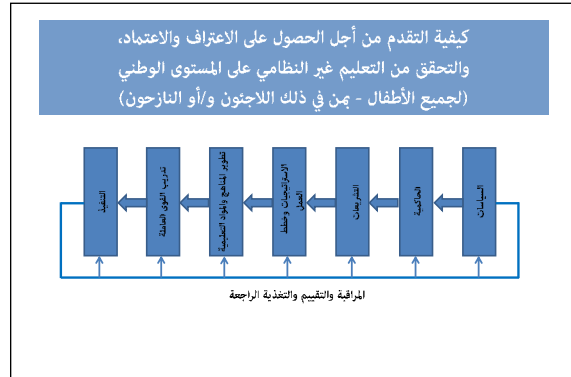 كيفية التقدم من أجل الحصول على الاعتراف والاعتماد،
والتحقق من التعليم غير النظامي على المستوى الوطني
(لجميع الأطفال - بمن في ذلك اللاجئون و/أو النازحون)
السياسات
الحاكمية
التشريعات
الاستراتيجيات وخطط
العمل
تطوير المناهج والمواد التعليمية
تدريب القوى العاملة
التنفيذ
المراقبة والتقييم والتغذية الراجعة